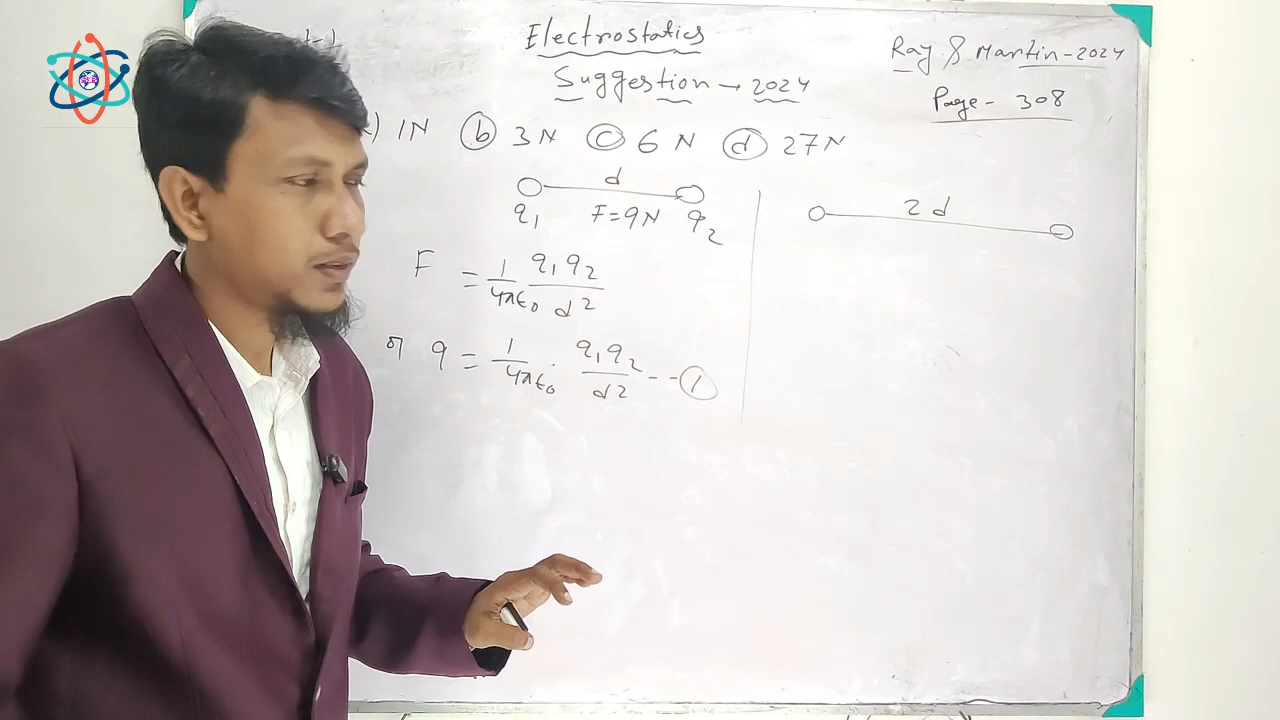 Electrostatics
Suggestion → 2024
Ray & Martin-2024
Page - 308
) 1N (b) 3N (c) 6N (d) 27N
d
q₁ F=9N q₂
2d
F = 1/4πε₀ q₁q₂/d²
or 9 = 1/4πε₀ . q₁q₂/d² --- (1)